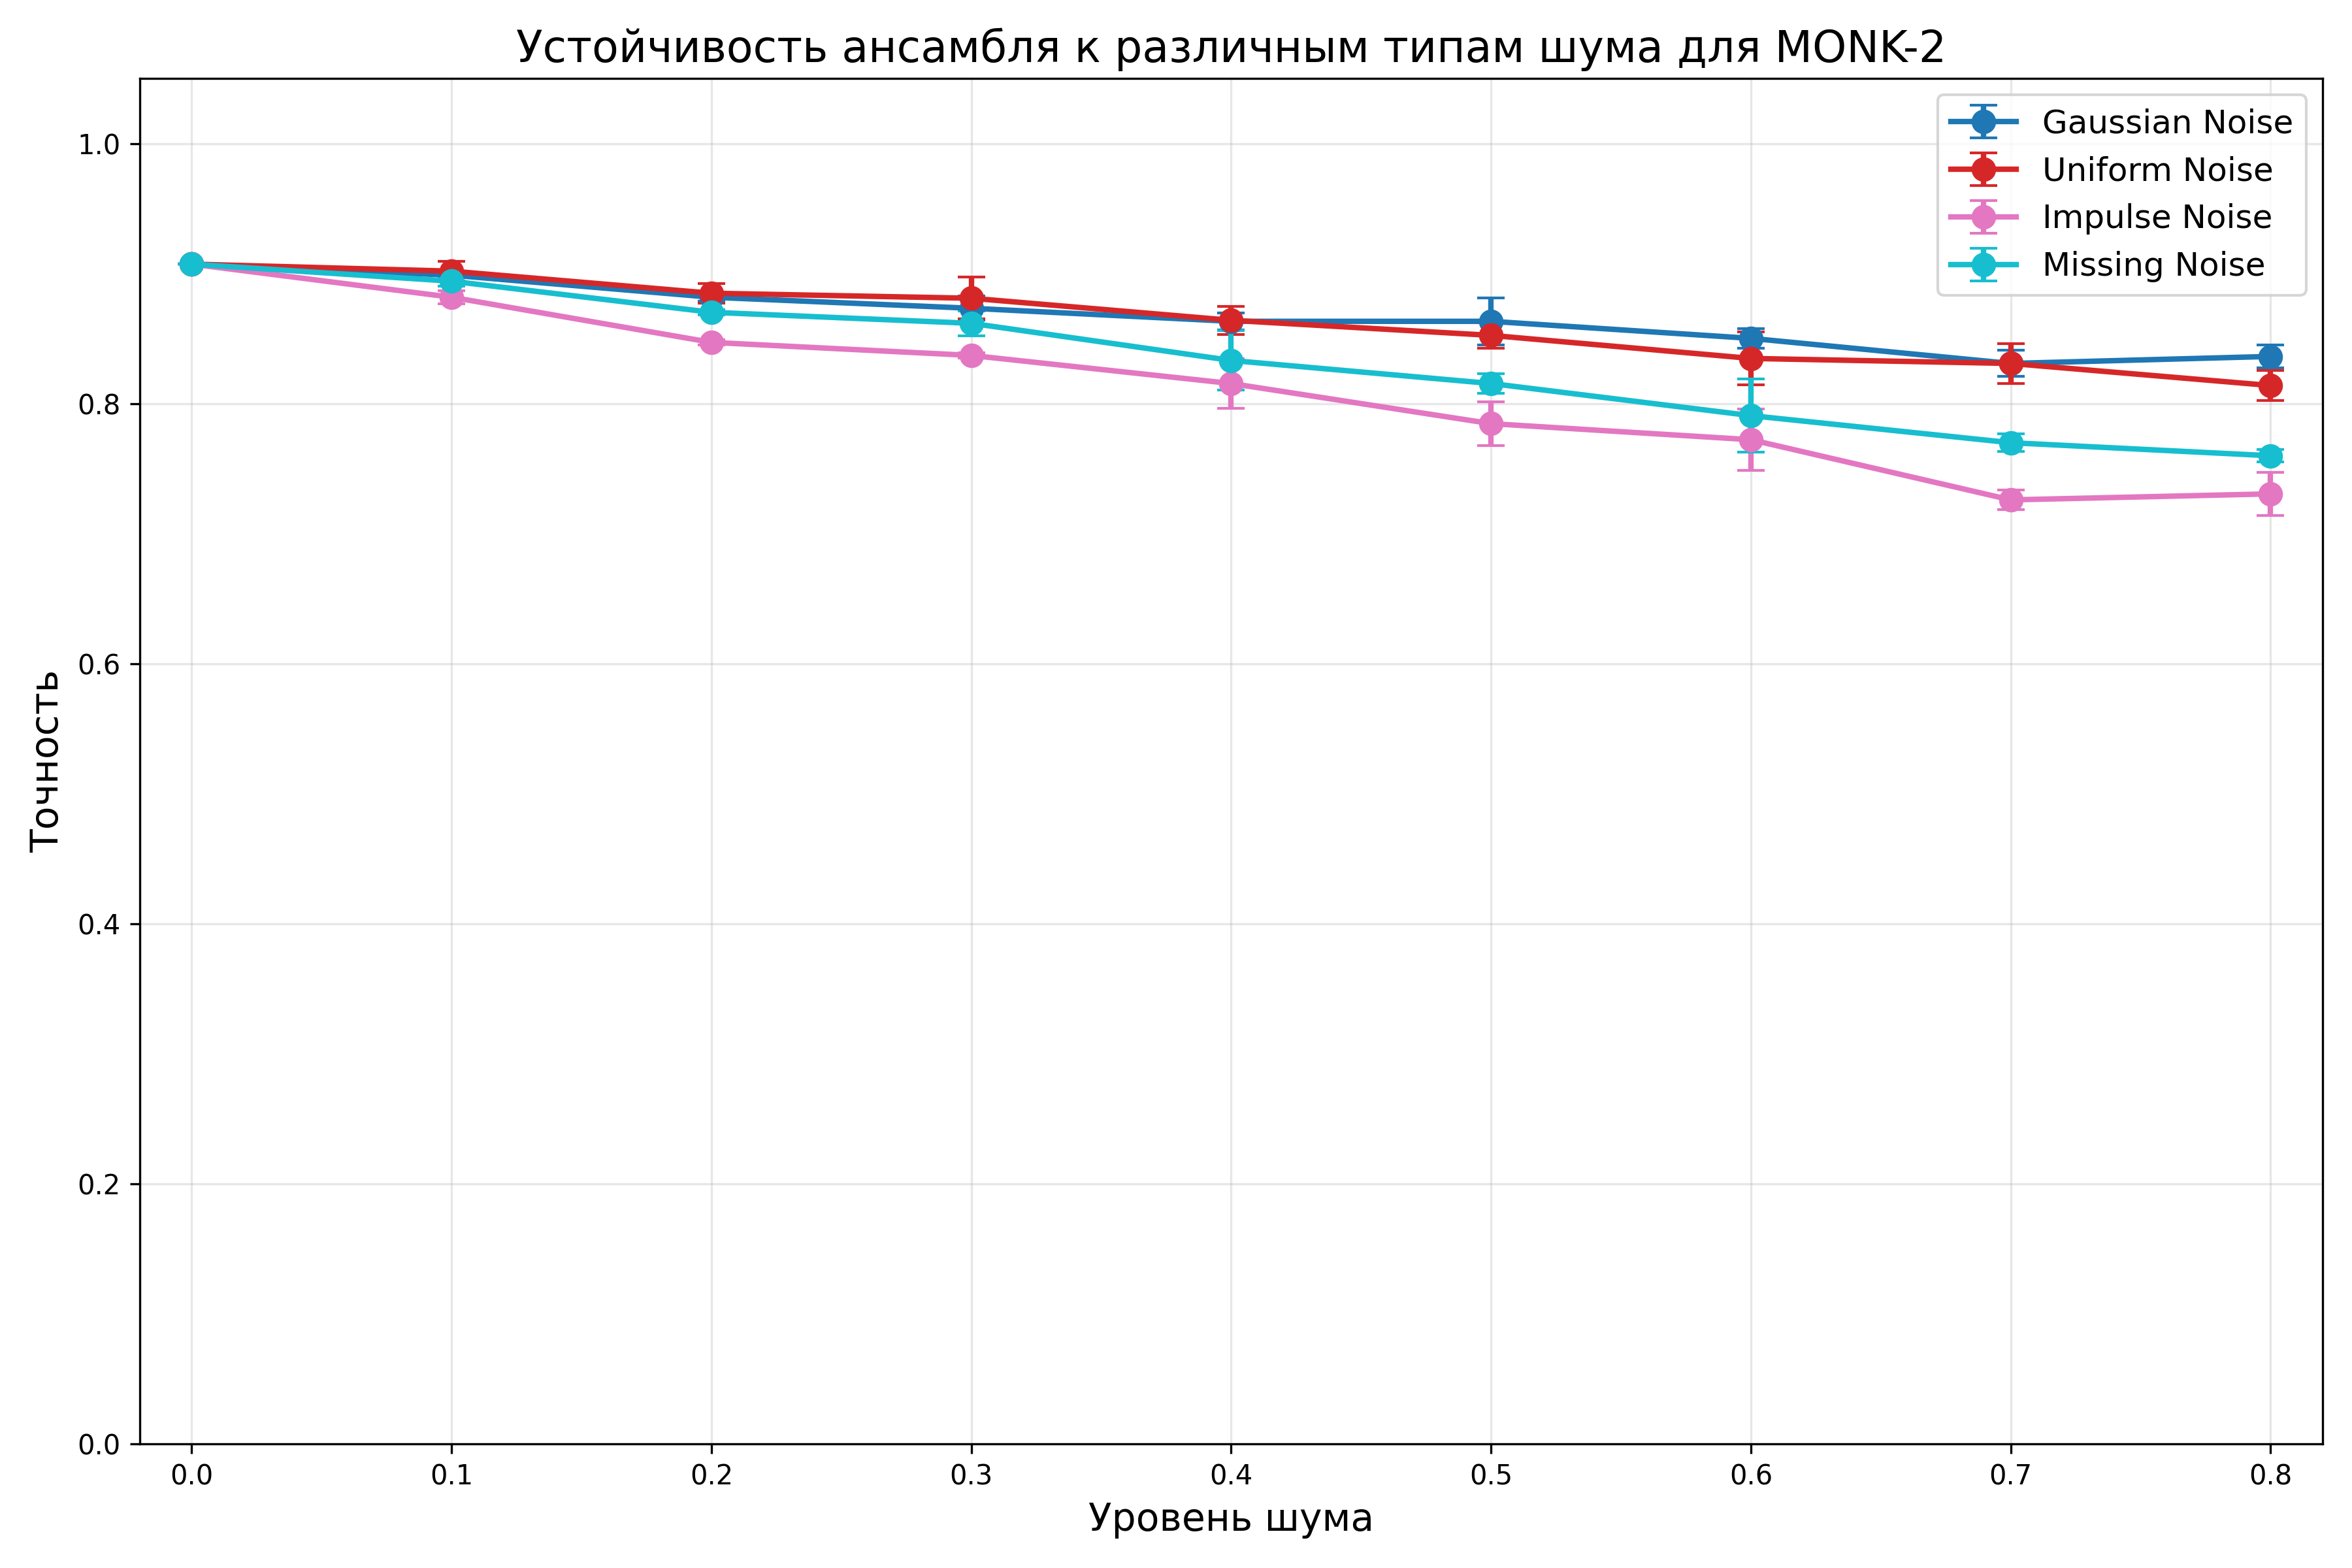 Устойчивость ансамбля к различным типам шума для MONK-2
Gaussian Noise
Uniform Noise
Impulse Noise
Missing Noise
1.0
0.8
0.6
0.4
0.2
0.0
Точность
0.0 0.1 0.2 0.3 0.4 0.5 0.6 0.7 0.8
Уровень шума